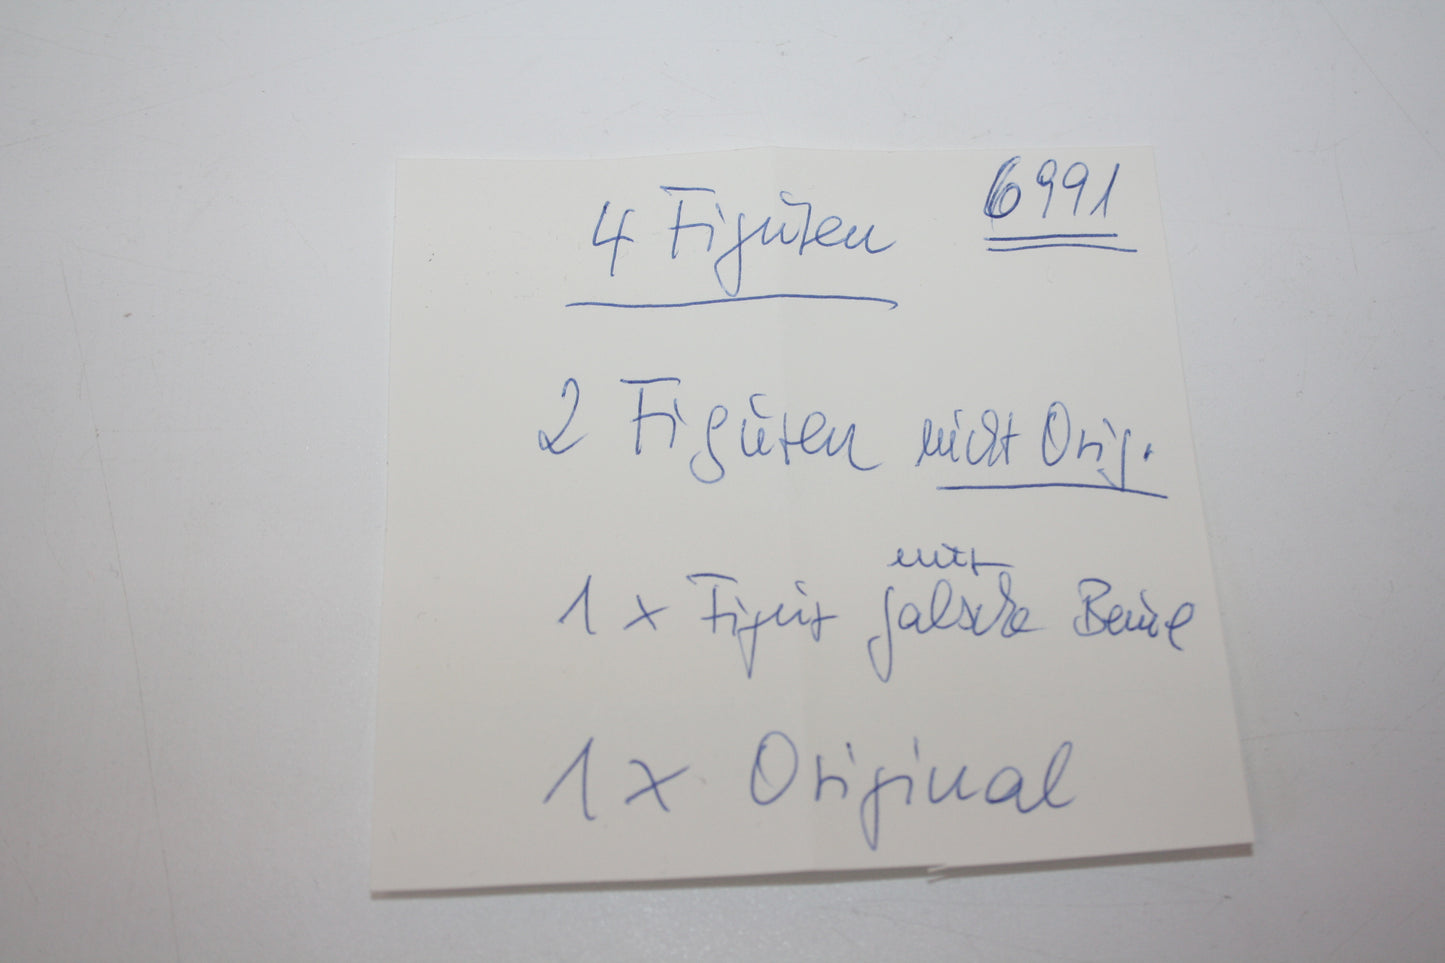 4 Figuren 6991
2 Figuren nicht Orig.
mit
1 x Figur falsche Beine
1 x Original